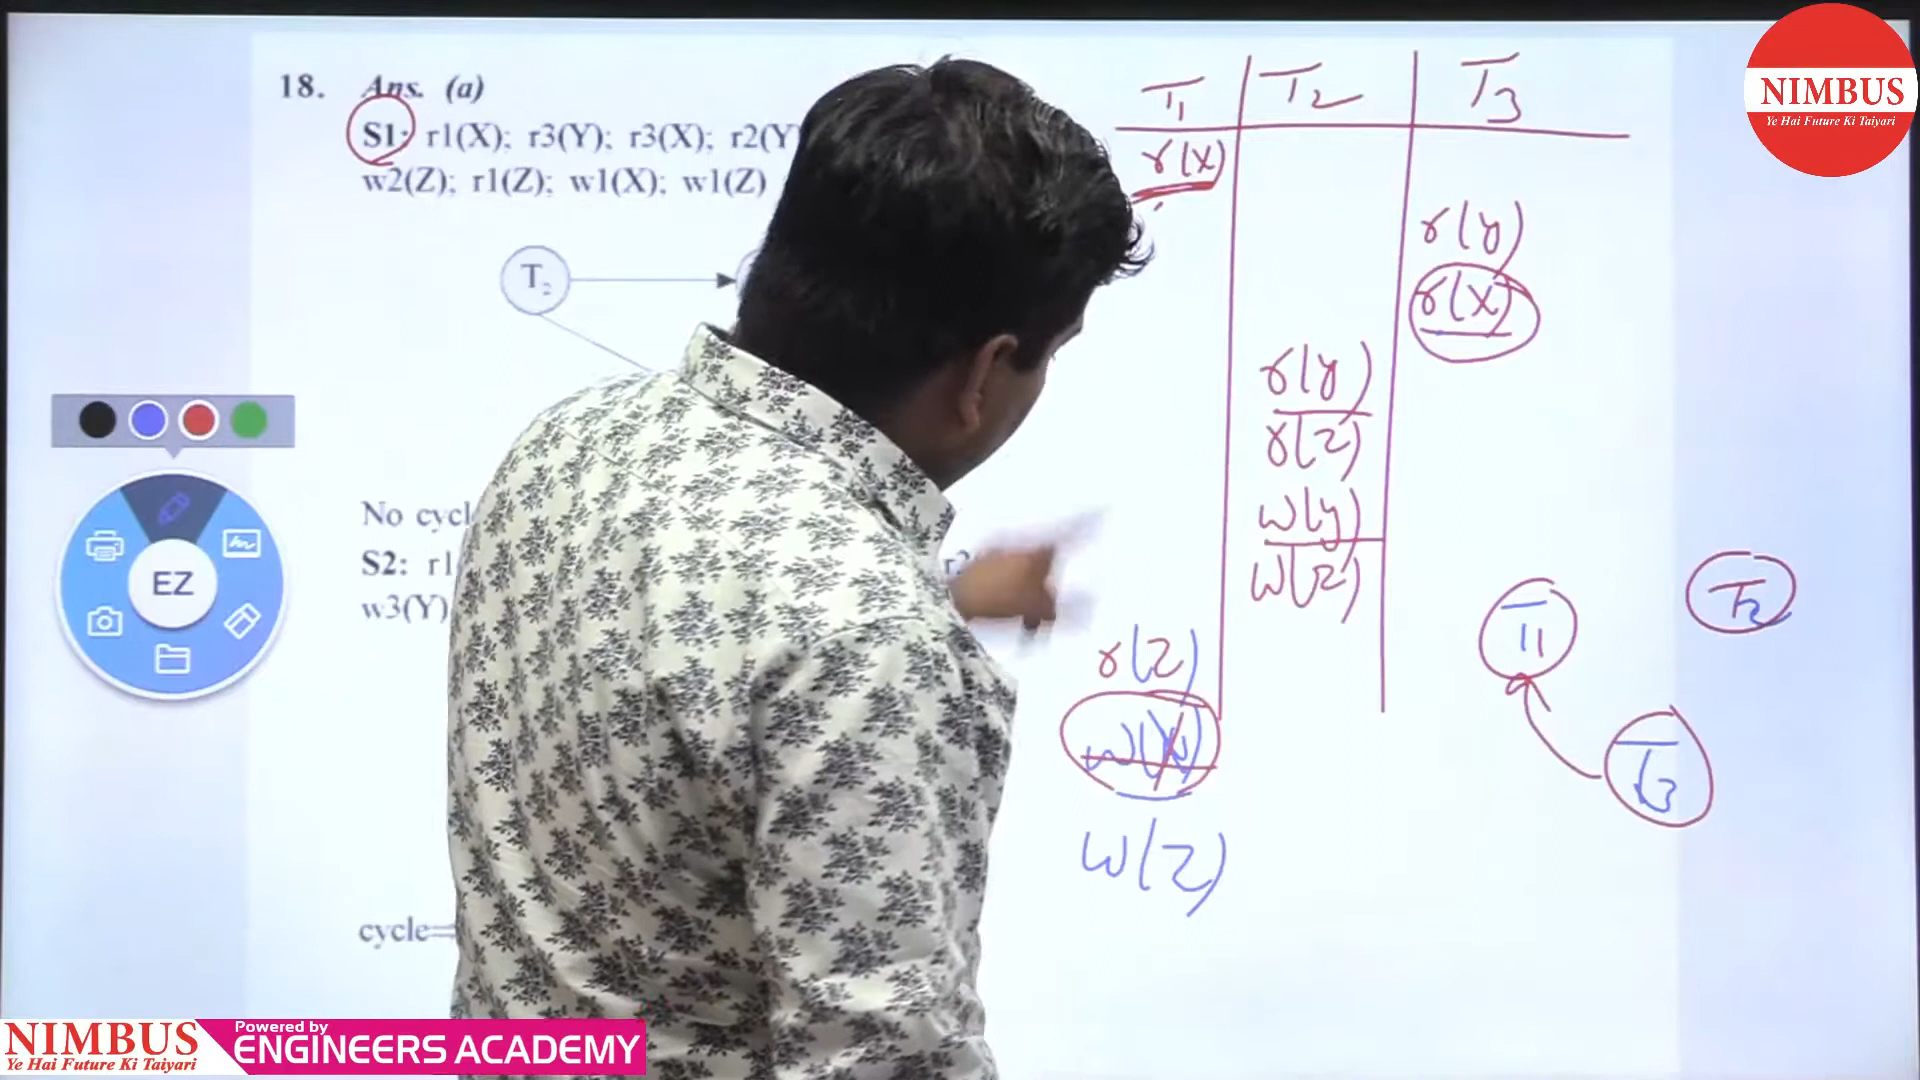 18. Ans. (a)
S1: r1(X); r3(Y); r3(X); r2(Y)
w2(Z); r1(Z); w1(X); w1(Z)
T2
No cycl
S2: r1
r2
w3(Y)
cycle=
EZ
T1 T2 T3
r(x)
r(y)
r(x)
r(y)
r(z)
w(y)
w(z)
r(z)
w(x)
w(z)
T1
T2
T3
NIMBUS
Ye Hai Future Ki Taiyari
NIMBUS
Ye Hai Future Ki Taiyari
Powered by
ENGINEERS ACADEMY